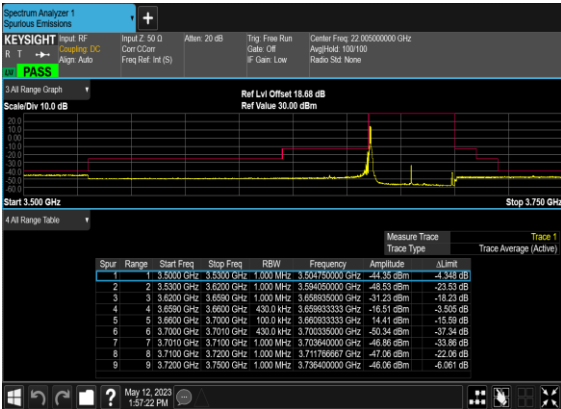 Spectrum Analyzer 1
Spurious Emissions
KEYSIGHT Input: RF Input Z: 50 Ω Atten: 20 dB Trig: Free Run Center Freq: 22.005000000 GHz
R T Coupling: DC Corr CCorr Gate: Off Avg|Hold: 100/100
Align: Auto Freq Ref: Int (S) IF Gain: Low Radio Std: None
LW PASS
3 All Range Graph Ref Lvl Offset 18.68 dB
Scale/Div 10.0 dB Ref Value 30.00 dBm
20.0
10.0
0.00
-10.0
-20.0
-30.0
-40.0
-50.0
-60.0
Start 3.500 GHz Stop 3.750 GHz
4 All Range Table
Measure Trace Trace 1
Trace Type Trace Average (Active)
Spur Range Start Freq Stop Freq RBW Frequency Amplitude ΔLimit
1 1 3.5000 GHz 3.5300 GHz 1.000 MHz 3.504750000 GHz -44.35 dBm -4.348 dB
2 2 3.5300 GHz 3.6200 GHz 1.000 MHz 3.594050000 GHz -48.53 dBm -23.53 dB
3 3 3.6200 GHz 3.6590 GHz 1.000 MHz 3.658935000 GHz -31.23 dBm -18.23 dB
4 4 3.6590 GHz 3.6600 GHz 430.0 kHz 3.659933333 GHz -16.51 dBm -3.505 dB
5 5 3.6600 GHz 3.7000 GHz 100.0 kHz 3.660933333 GHz 14.41 dBm -15.59 dB
6 6 3.7000 GHz 3.7010 GHz 430.0 kHz 3.700335000 GHz -50.34 dBm -37.34 dB
7 7 3.7010 GHz 3.7100 GHz 1.000 MHz 3.703640000 GHz -46.86 dBm -33.86 dB
8 8 3.7100 GHz 3.7200 GHz 1.000 MHz 3.711766667 GHz -47.06 dBm -22.06 dB
9 9 3.7200 GHz 3.7500 GHz 1.000 MHz 3.736400000 GHz -46.06 dBm -6.061 dB
? May 12, 2023
1:57:22 PM